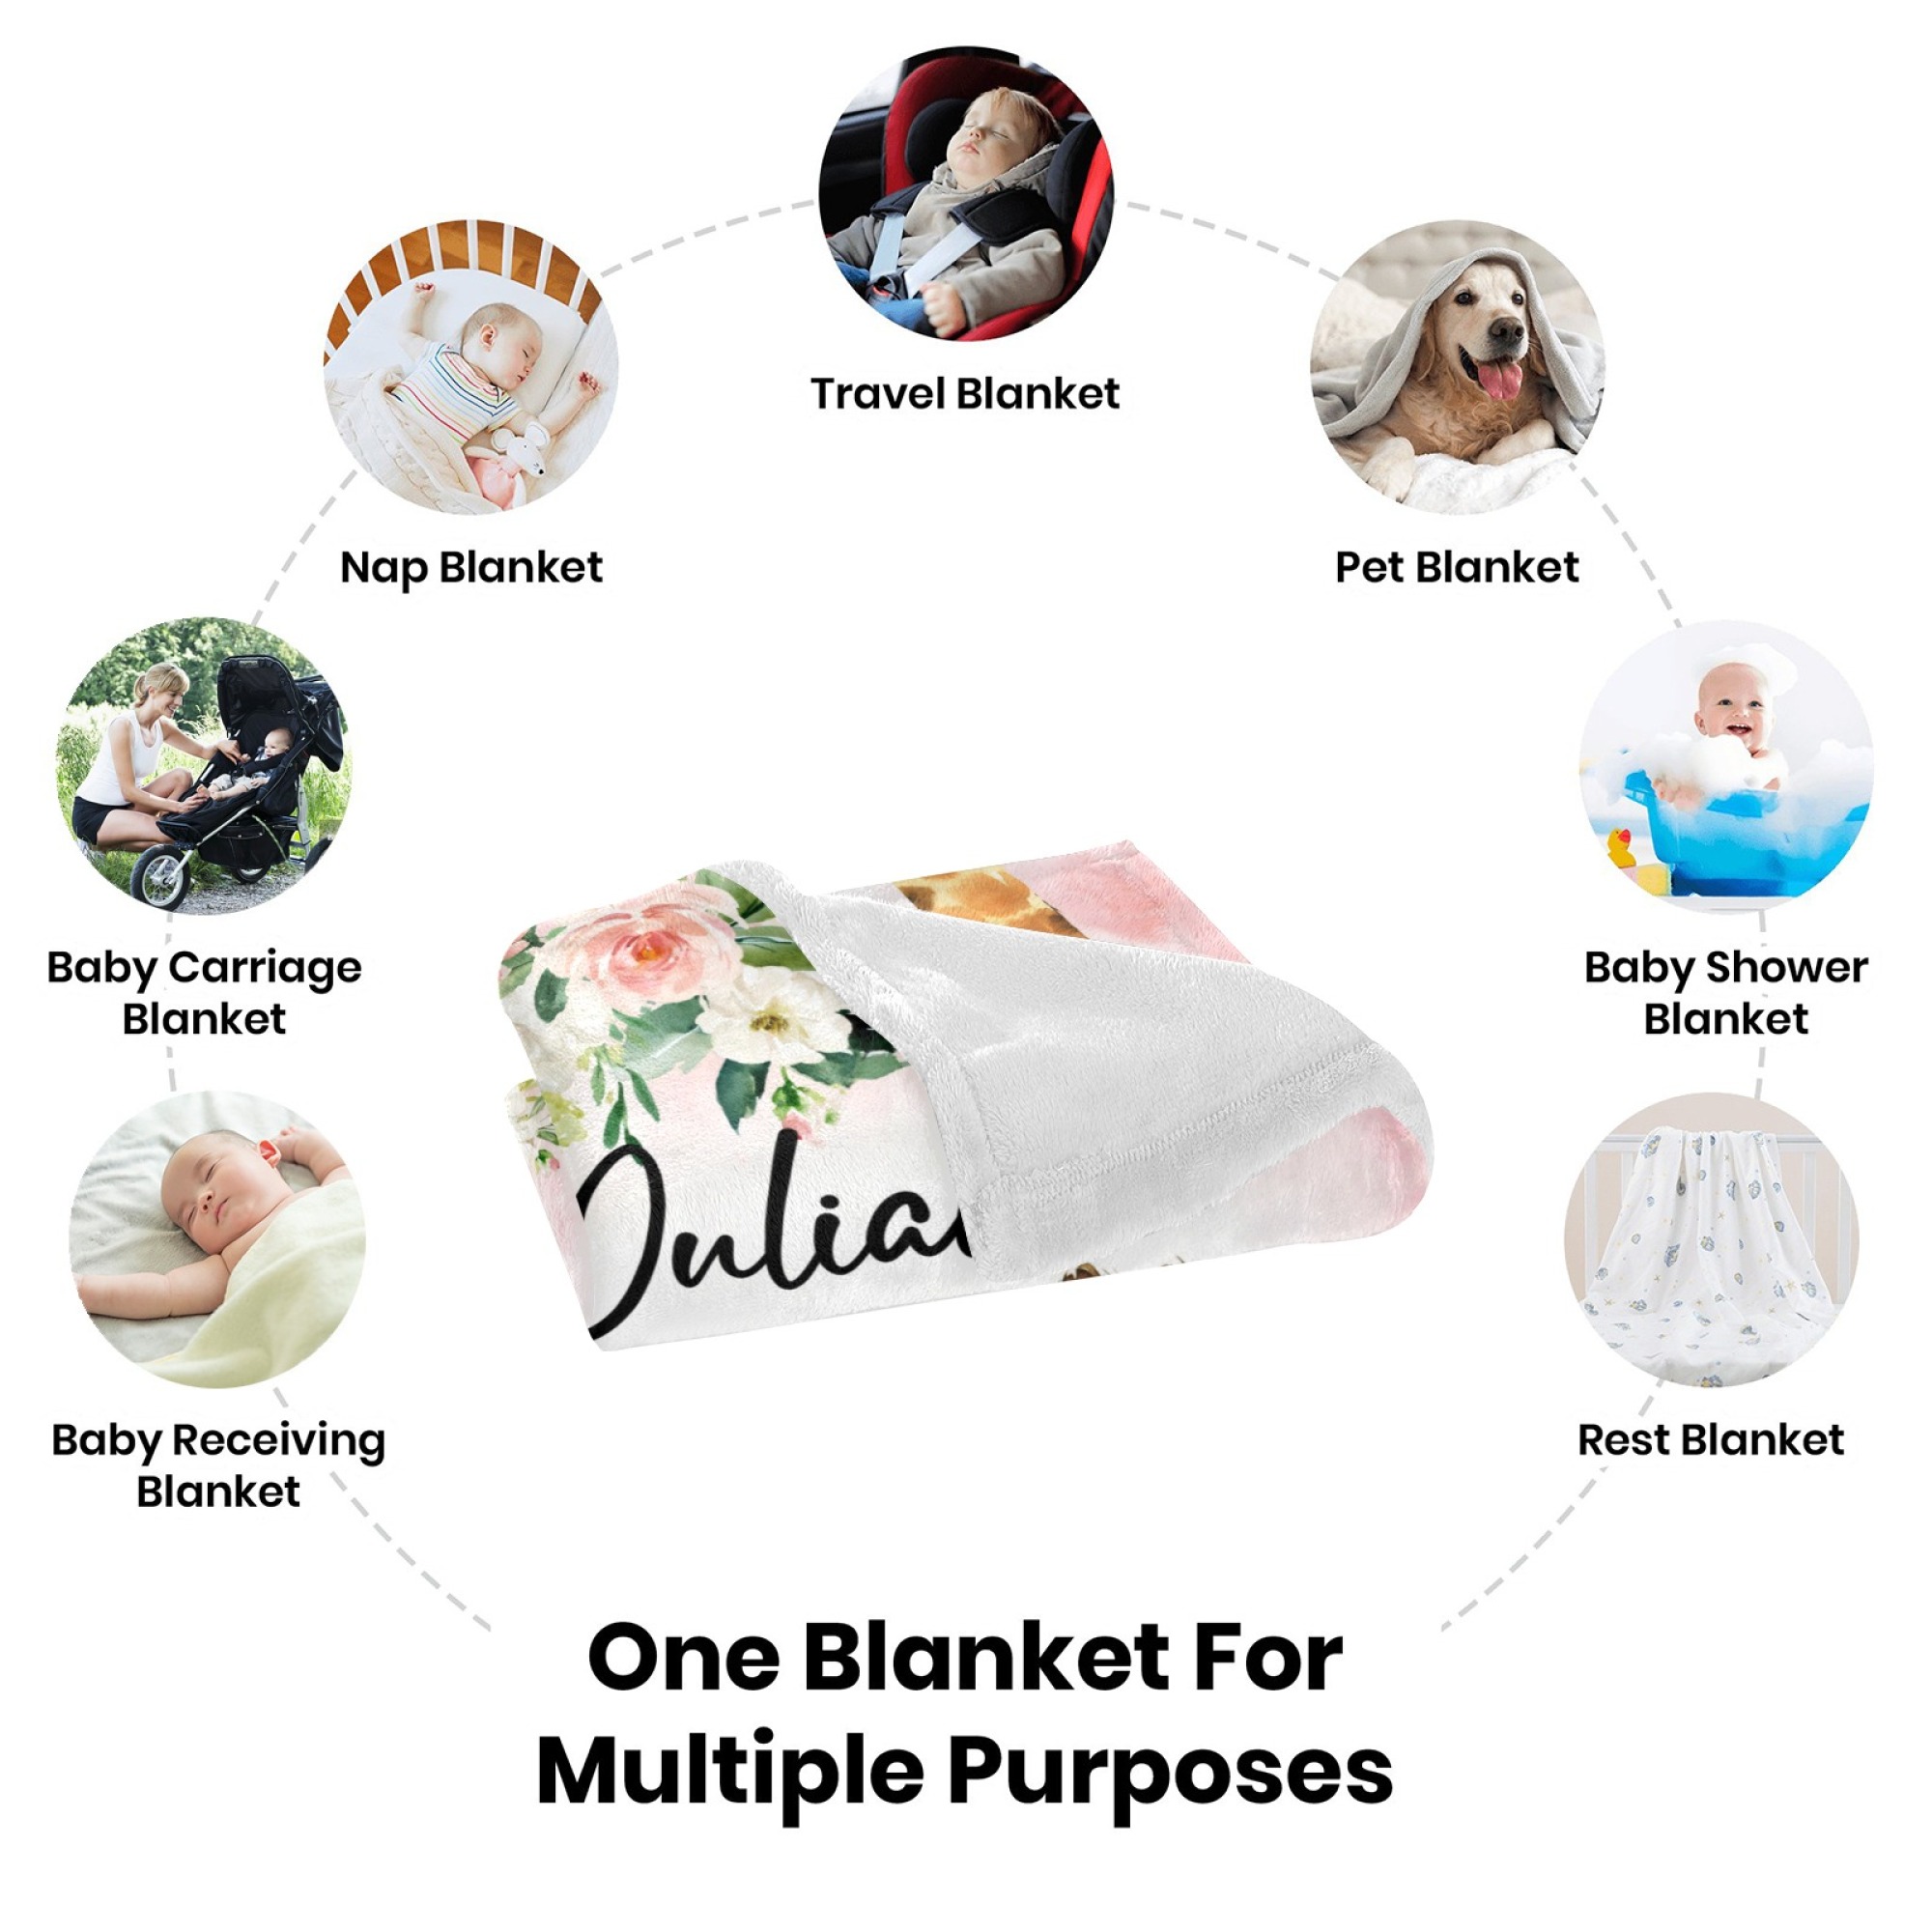 Travel Blanket
Nap Blanket
Pet Blanket
Baby Carriage
Blanket
Baby Shower
Blanket
Baby Receiving
Blanket
Rest Blanket
One Blanket For
Multiple Purposes